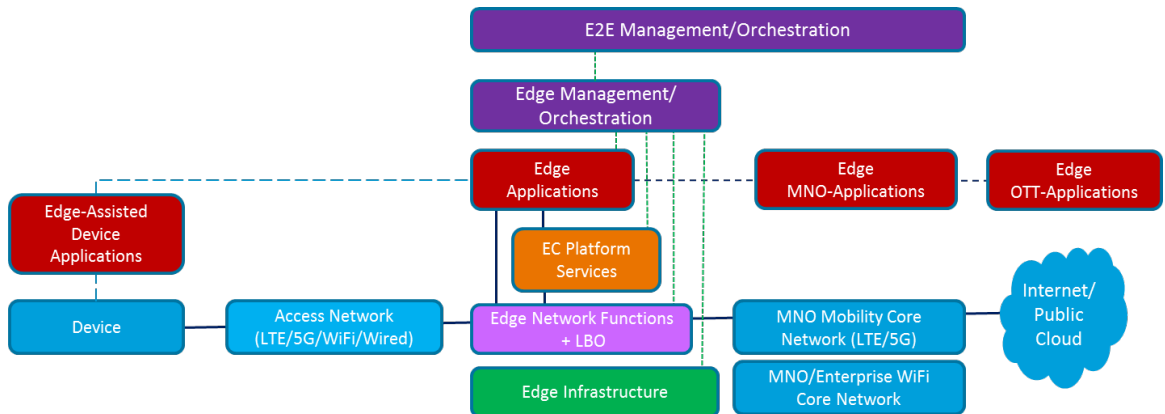 E2E Management/Orchestration
Edge Management/
Orchestration
Edge
Applications
Edge
MNO-Applications
Edge
OTT-Applications
Edge-Assisted
Device
Applications
EC Platform
Services
Device
Access Network
(LTE/5G/WiFi/Wired)
Edge Network Functions
+ LBO
MNO Mobility Core
Network (LTE/5G)
Internet/
Public
Cloud
Edge Infrastructure
MNO/Enterprise WiFi
Core Network